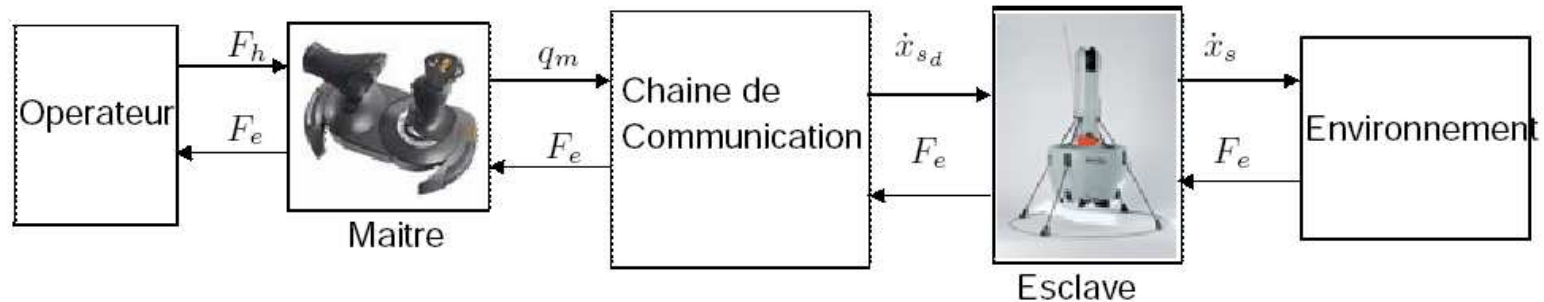 Operateur
F_h
F_e
Maitre
q_m
F_e
Chaine de
Communication
ẋ_{s_d}
F_e
Esclave
ẋ_s
F_e
Environnement